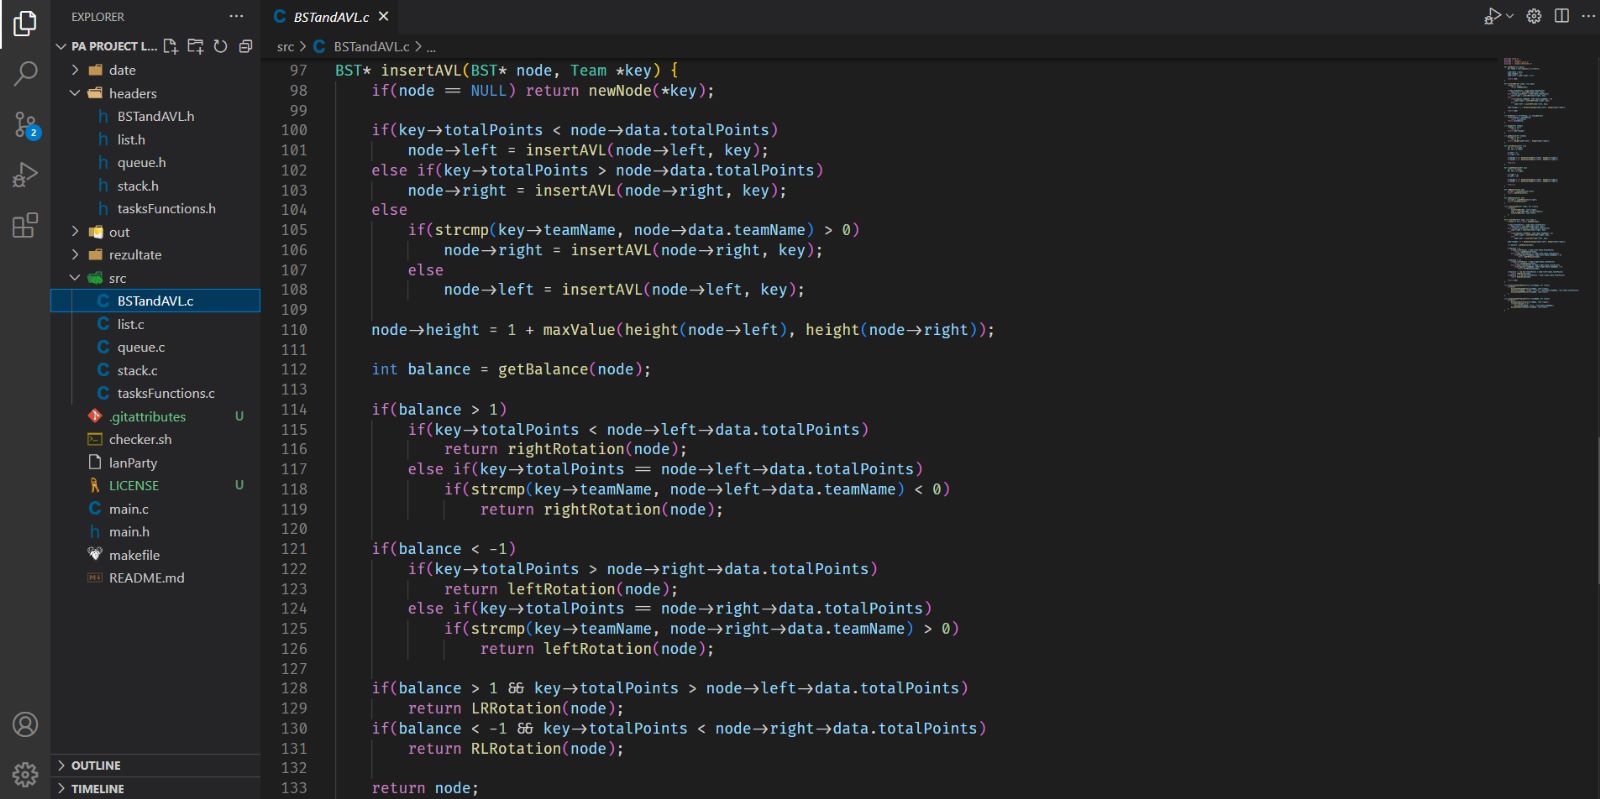 EXPLORER
PA PROJECT L...
date
headers
BSTandAVL.h
list.h
queue.h
stack.h
tasksFunctions.h
out
rezultate
src
BSTandAVL.c
list.c
queue.c
stack.c
tasksFunctions.c
.gitattributes U
checker.sh
lanParty
LICENSE U
main.c
main.h
makefile
README.md
OUTLINE
TIMELINE
2
BSTandAVL.c
src > BSTandAVL.c > ...
97 BST* insertAVL(BST* node, Team *key) {
98 if(node == NULL) return newNode(*key);
99
100 if(key->totalPoints < node->data.totalPoints)
101 node->left = insertAVL(node->left, key);
102 else if(key->totalPoints > node->data.totalPoints)
103 node->right = insertAVL(node->right, key);
104 else
105 if(strcmp(key->teamName, node->data.teamName) > 0)
106 node->right = insertAVL(node->right, key);
107 else
108 node->left = insertAVL(node->left, key);
109
110 node->height = 1 + maxValue(height(node->left), height(node->right));
111
112 int balance = getBalance(node);
113
114 if(balance > 1)
115 if(key->totalPoints < node->left->data.totalPoints)
116 return rightRotation(node);
117 else if(key->totalPoints == node->left->data.totalPoints)
118 if(strcmp(key->teamName, node->left->data.teamName) < 0)
119 return rightRotation(node);
120
121 if(balance < -1)
122 if(key->totalPoints > node->right->data.totalPoints)
123 return leftRotation(node);
124 else if(key->totalPoints == node->right->data.totalPoints)
125 if(strcmp(key->teamName, node->right->data.teamName) > 0)
126 return leftRotation(node);
127
128 if(balance > 1 && key->totalPoints > node->left->data.totalPoints)
129 return LRRotation(node);
130 if(balance < -1 && key->totalPoints < node->right->data.totalPoints)
131 return RLRotation(node);
132
133 return node;